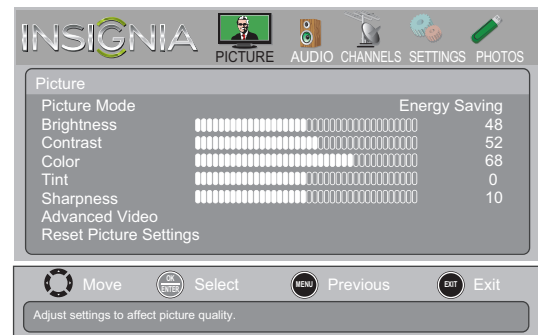 INSIGNIA
PICTURE AUDIO CHANNELS SETTINGS PHOTOS
Picture
Picture Mode Energy Saving
Brightness 48
Contrast 52
Color 68
Tint 0
Sharpness 10
Advanced Video
Reset Picture Settings
Move OK ENTER Select MENU Previous EXIT Exit
Adjust settings to affect picture quality.